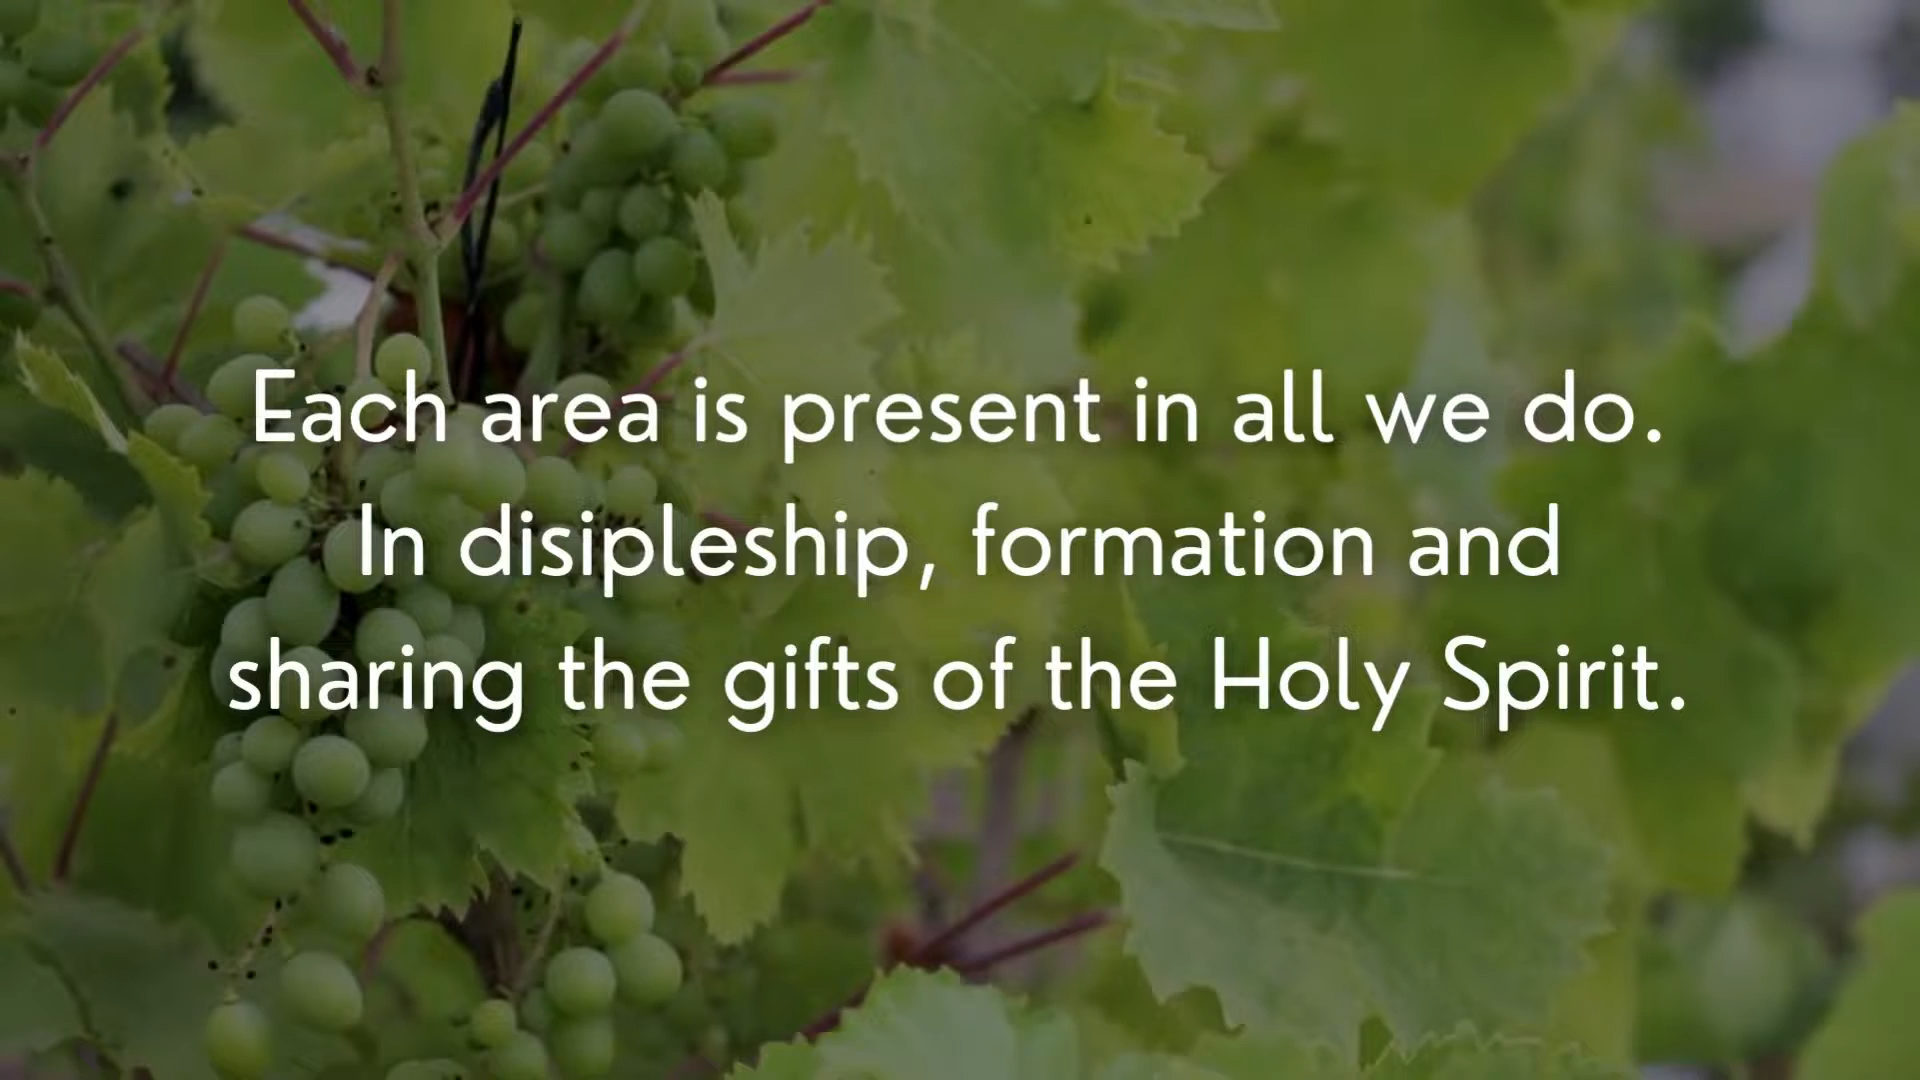 Each area is present in all we do.
In disipleship, formation and
sharing the gifts of the Holy Spirit.